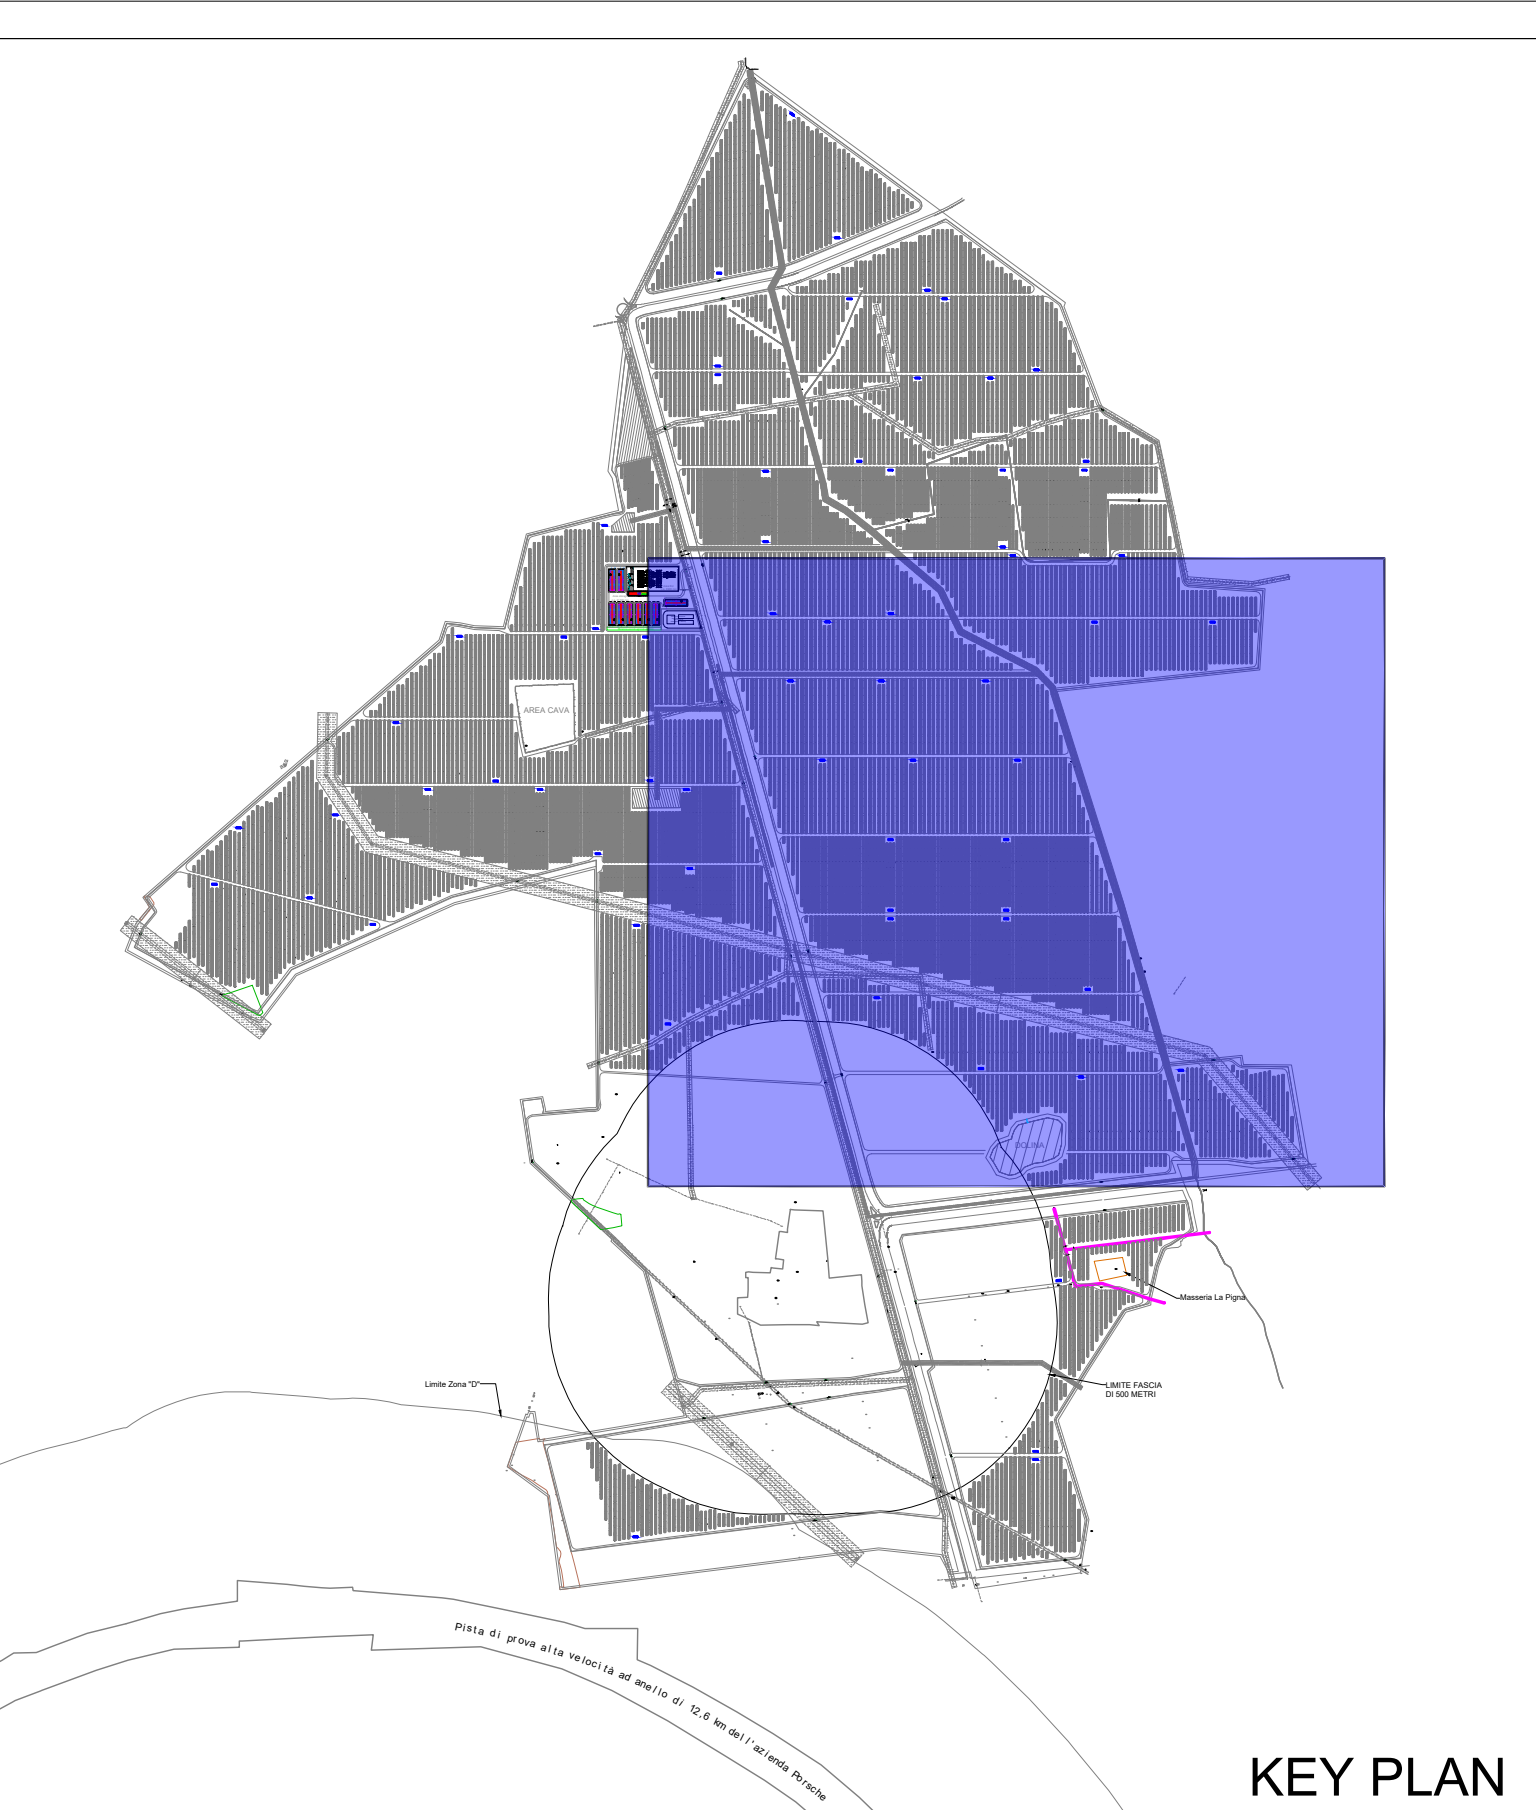 AREA CAVA
DOLINA
Masseria La Pigna
Limite Zona "D"
LIMITE FASCIA
DI 500 METRI
Pista di prova alta velocità ad anello di 12,6 km dell'azienda Porsche
KEY PLAN